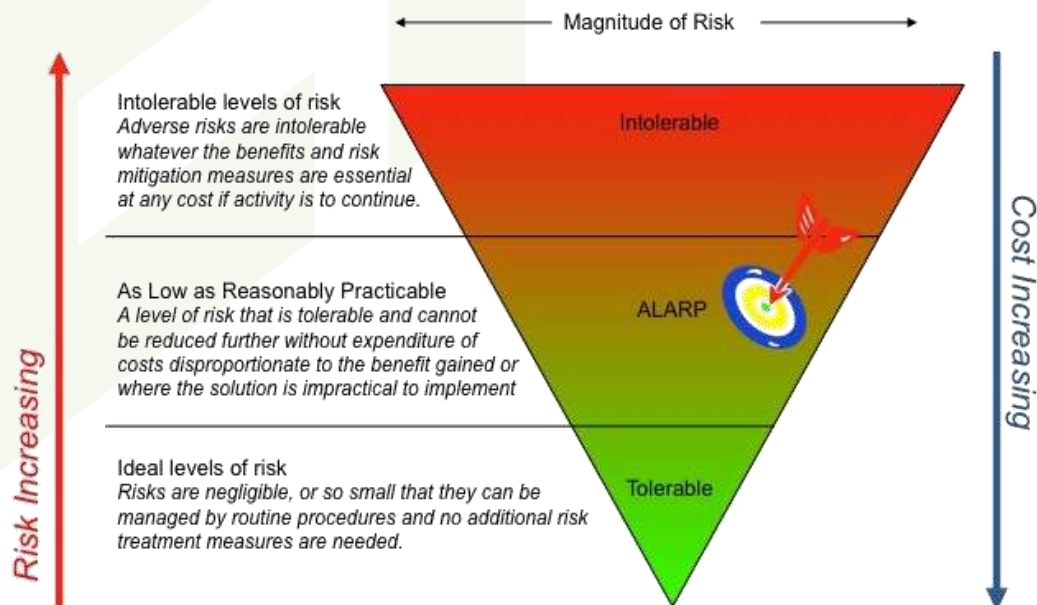 Magnitude of Risk
Intolerable levels of risk
Adverse risks are intolerable
whatever the benefits and risk
mitigation measures are essential
at any cost if activity is to continue.
Intolerable
As Low as Reasonably Practicable
A level of risk that is tolerable and cannot
be reduced further without expenditure of
costs disproportionate to the benefit gained or
where the solution is impractical to implement
ALARP
Ideal levels of risk
Risks are negligible, or so small that they can be
managed by routine procedures and no additional risk
treatment measures are needed.
Tolerable
Risk Increasing
Cost Increasing